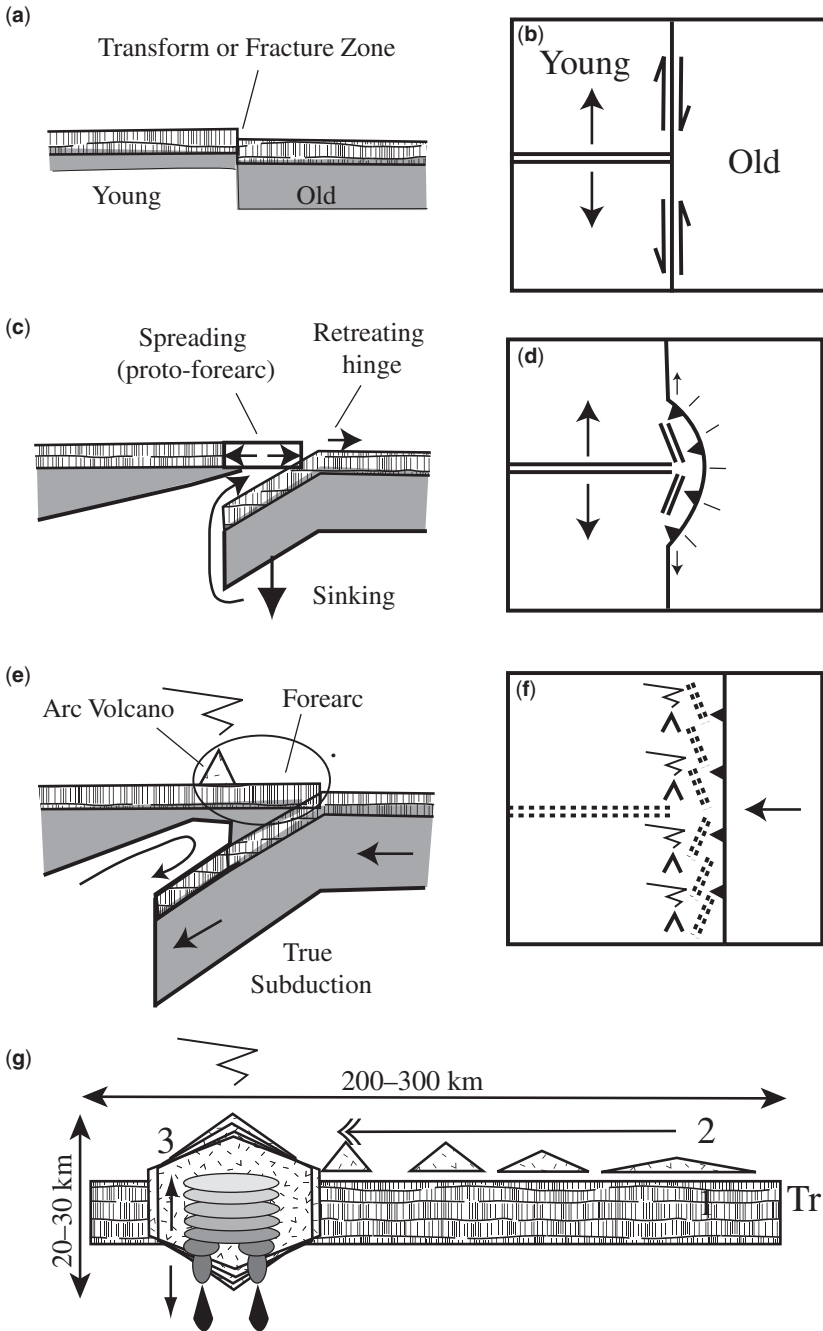 (a)
Transform or Fracture Zone
Young
Old
(b)
Young
Old
(c)
Spreading
(proto-forearc)
Retreating
hinge
Sinking
(d)
(e)
Arc Volcano
Forearc
True
Subduction
(f)
(g)
200–300 km
20–30 km
3
2
1
Tr